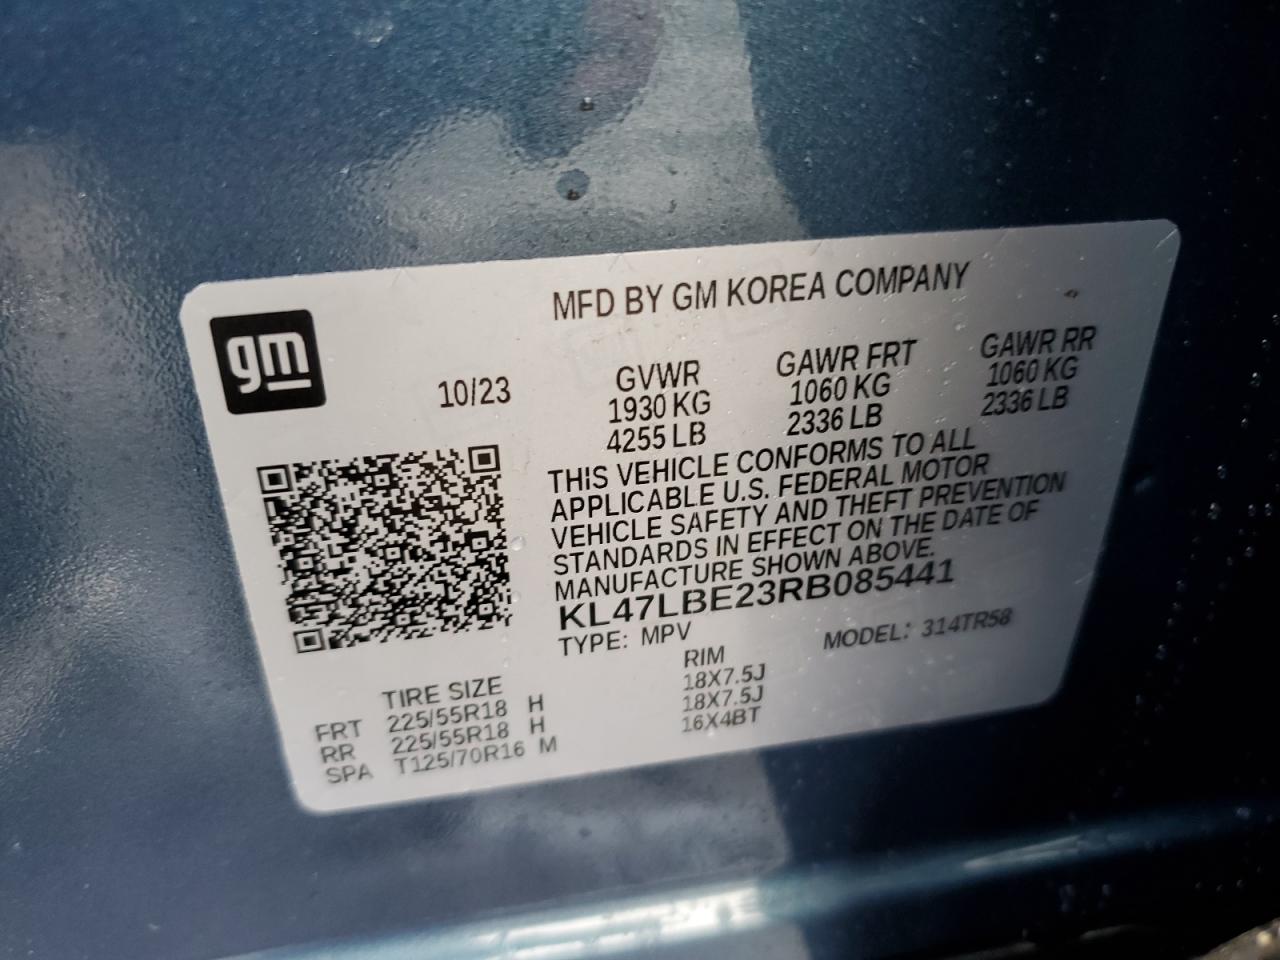 MFD BY GM KOREA COMPANY
gm
10/23
GVWR GAWR FRT GAWR RR
1930 KG 1060 KG 1060 KG
4255 LB 2336 LB 2336 LB
THIS VEHICLE CONFORMS TO ALL
APPLICABLE U.S. FEDERAL MOTOR
VEHICLE SAFETY AND THEFT PREVENTION
STANDARDS IN EFFECT ON THE DATE OF
MANUFACTURE SHOWN ABOVE.
KL47LBE23RB085441
TYPE: MPV MODEL: 314TR58
TIRE SIZE RIM
FRT 225/55R18 H 18X7.5J
RR 225/55R18 H 18X7.5J
SPA T125/70R16 M 16X4BT